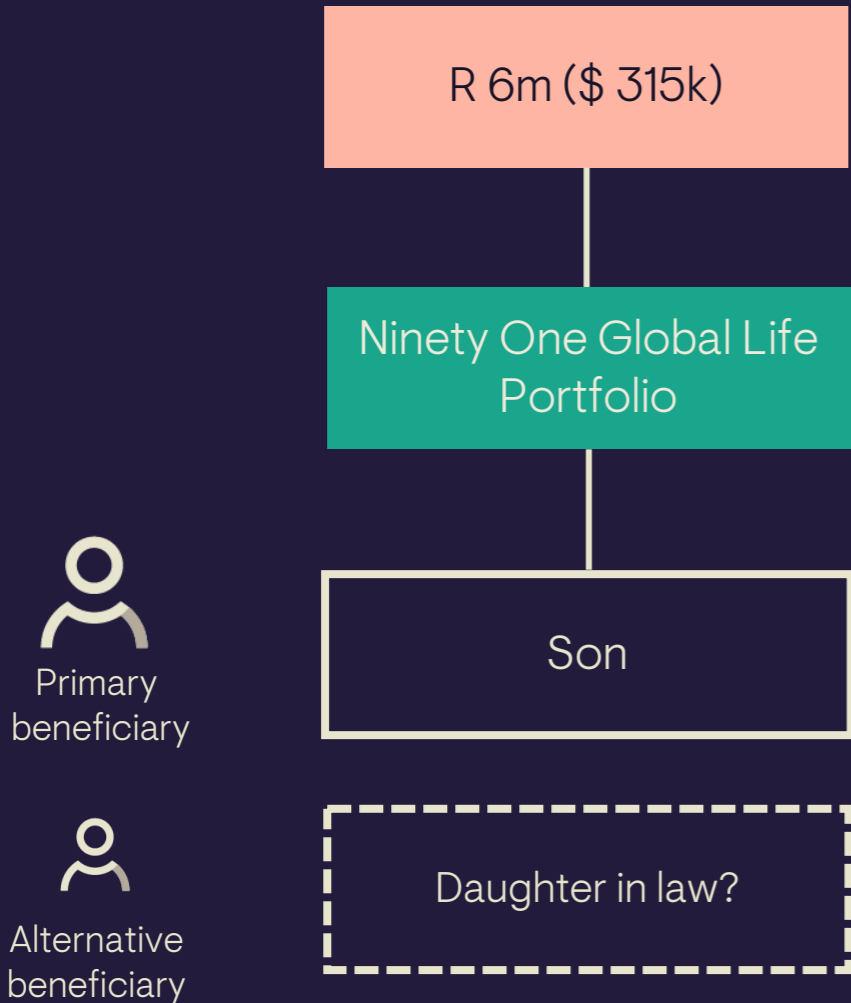 R 6m ($ 315k)
Ninety One Global Life
Portfolio
Son
Primary
beneficiary
Daughter in law?
Alternative
beneficiary